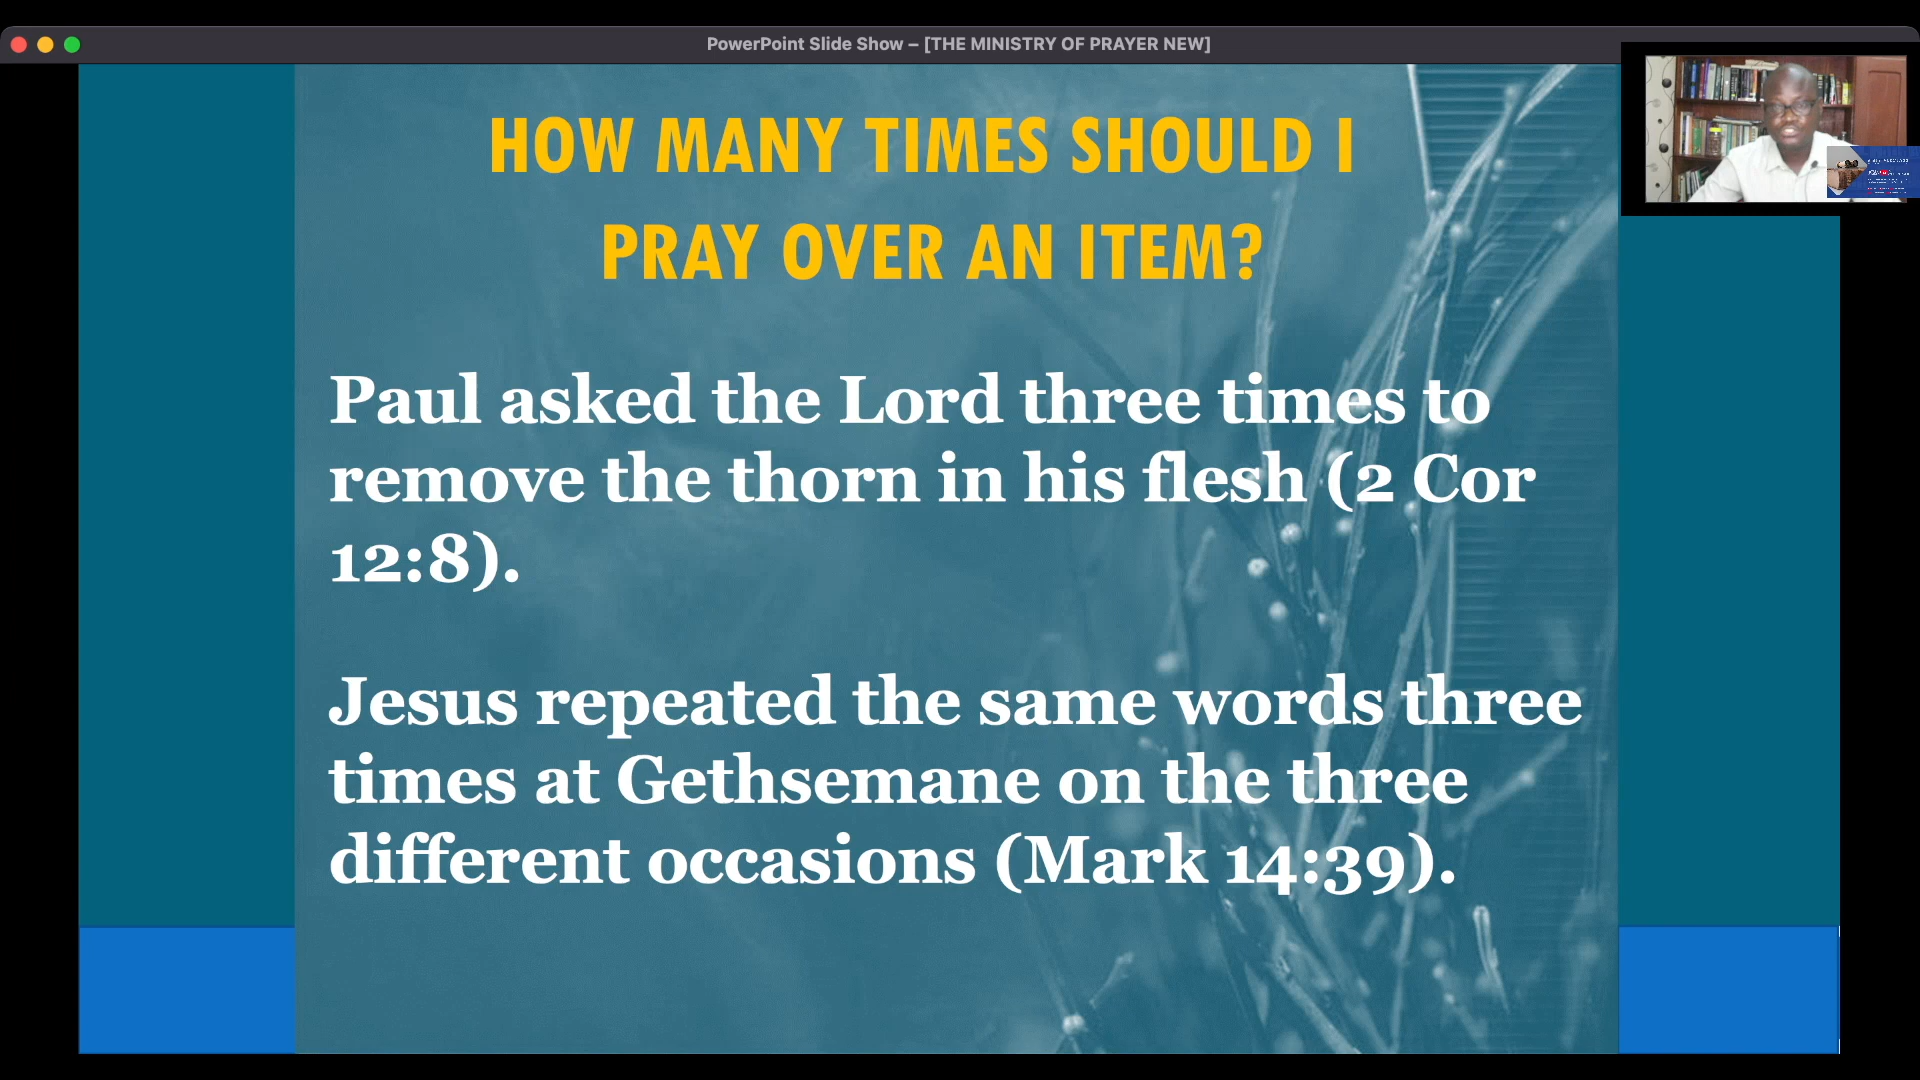 PowerPoint Slide Show – [THE MINISTRY OF PRAYER NEW]
HOW MANY TIMES SHOULD I
PRAY OVER AN ITEM?
Paul asked the Lord three times to
remove the thorn in his flesh (2 Cor
12:8).
Jesus repeated the same words three
times at Gethsemane on the three
different occasions (Mark 14:39).